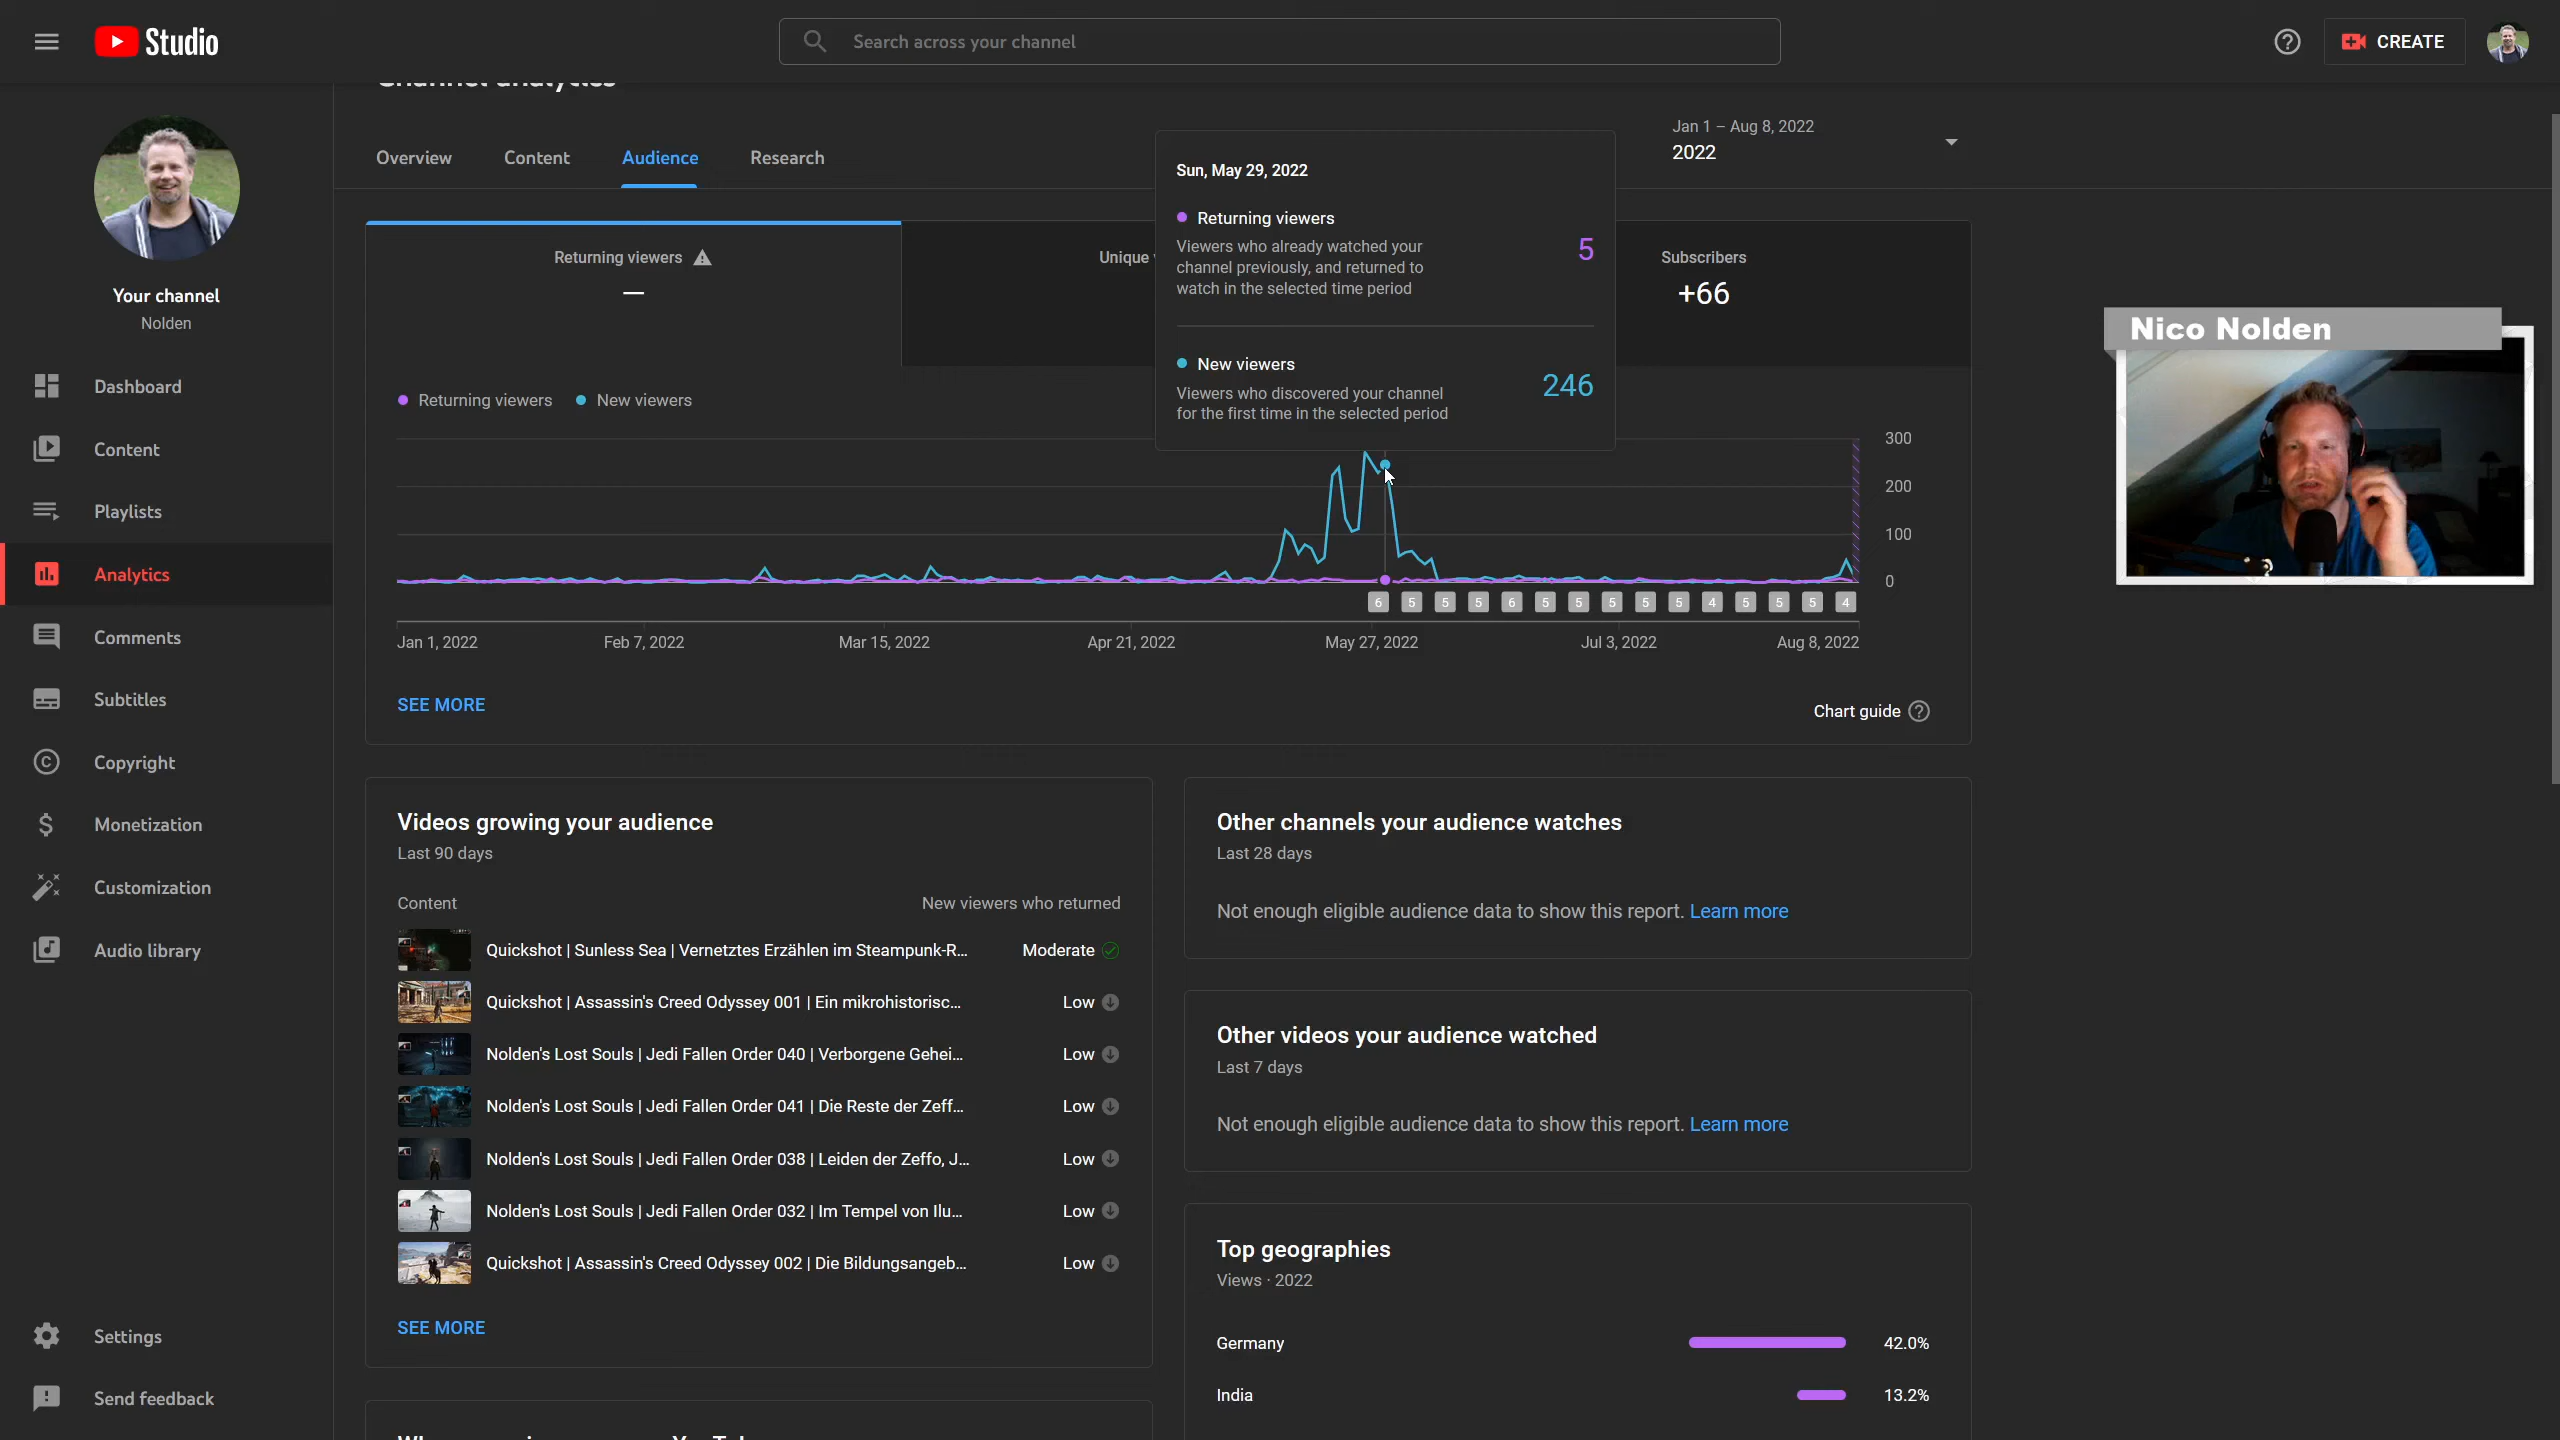 Studio
Search across your channel
CREATE
Channel analytics
Your channel
Nolden
Dashboard
Content
Playlists
Analytics
Comments
Subtitles
Copyright
Monetization
Customization
Audio library
Settings
Send feedback
Overview
Content
Audience
Research
Jan 1 – Aug 8, 2022
2022
Returning viewers
—
Unique
Subscribers
+66
Sun, May 29, 2022
Returning viewers
Viewers who already watched your
channel previously, and returned to
watch in the selected time period
5
New viewers
Viewers who discovered your channel
for the first time in the selected period
246
Returning viewers
New viewers
300
200
100
0
6 5 5 5 6 5 5 5 5 5 4 5 5 5 4
Jan 1, 2022
Feb 7, 2022
Mar 15, 2022
Apr 21, 2022
May 27, 2022
Jul 3, 2022
Aug 8, 2022
SEE MORE
Chart guide
Nico Nolden
Videos growing your audience
Last 90 days
Content
New viewers who returned
Quickshot | Sunless Sea | Vernetztes Erzählen im Steampunk-R...
Moderate
Quickshot | Assassin's Creed Odyssey 001 | Ein mikrohistorisc...
Low
Nolden's Lost Souls | Jedi Fallen Order 040 | Verborgene Gehei...
Low
Nolden's Lost Souls | Jedi Fallen Order 041 | Die Reste der Zeff...
Low
Nolden's Lost Souls | Jedi Fallen Order 038 | Leiden der Zeffo, J...
Low
Nolden's Lost Souls | Jedi Fallen Order 032 | Im Tempel von Ilu...
Low
Quickshot | Assassin's Creed Odyssey 002 | Die Bildungsangeb...
Low
SEE MORE
Other channels your audience watches
Last 28 days
Not enough eligible audience data to show this report. Learn more
Other videos your audience watched
Last 7 days
Not enough eligible audience data to show this report. Learn more
Top geographies
Views · 2022
Germany
42.0%
India
13.2%